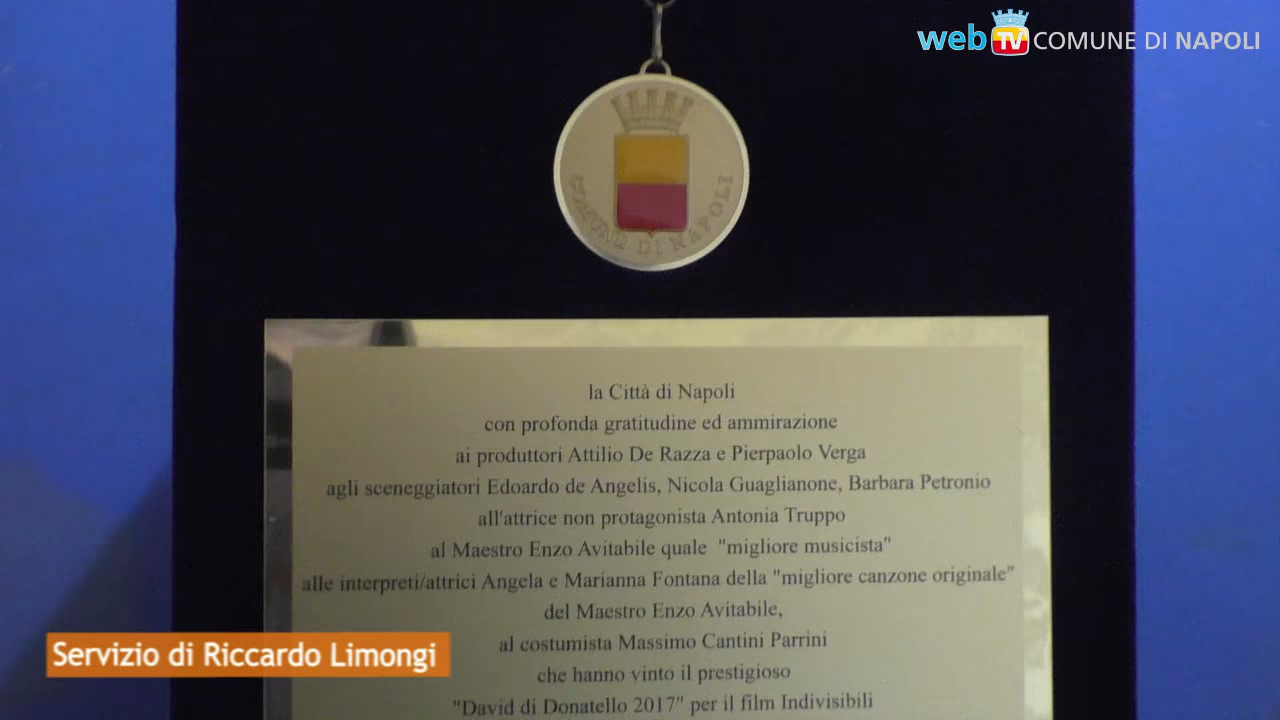 web TV COMUNE DI NAPOLI
COMUNE DI NAPOLI
la Città di Napoli
con profonda gratitudine ed ammirazione
ai produttori Attilio De Razza e Pierpaolo Verga
agli sceneggiatori Edoardo de Angelis, Nicola Guaglianone, Barbara Petronio
all'attrice non protagonista Antonia Truppo
al Maestro Enzo Avitabile quale "migliore musicista"
alle interpreti/attrici Angela e Marianna Fontana della "migliore canzone originale"
del Maestro Enzo Avitabile,
al costumista Massimo Cantini Parrini
che hanno vinto il prestigioso
"David di Donatello 2017" per il film Indivisibili
Servizio di Riccardo Limongi